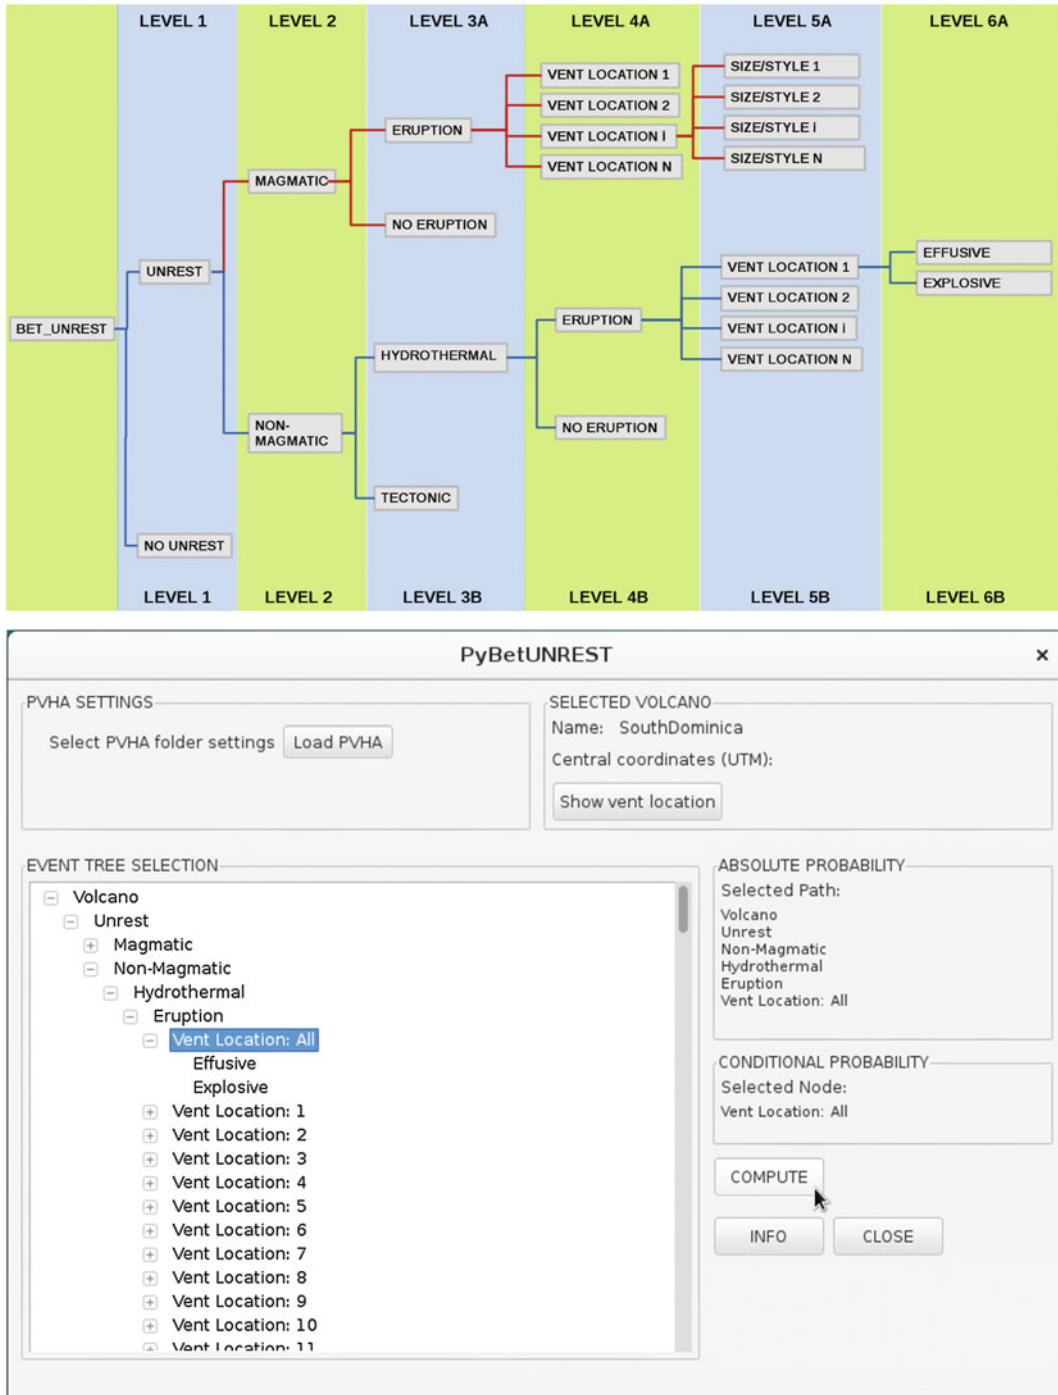 LEVEL 1 LEVEL 2 LEVEL 3A LEVEL 4A LEVEL 5A LEVEL 6A
VENT LOCATION 1
VENT LOCATION 2
VENT LOCATION i
VENT LOCATION N
SIZE/STYLE 1
SIZE/STYLE 2
SIZE/STYLE i
SIZE/STYLE N
ERUPTION
MAGMATIC
NO ERUPTION
UNREST
BET_UNREST
VENT LOCATION 1
VENT LOCATION 2
VENT LOCATION i
VENT LOCATION N
EFFUSIVE
EXPLOSIVE
ERUPTION
HYDROTHERMAL
NON-
MAGMATIC
NO ERUPTION
TECTONIC
NO UNREST
LEVEL 1 LEVEL 2 LEVEL 3B LEVEL 4B LEVEL 5B LEVEL 6B
PyBetUNREST
PVHA SETTINGS
Select PVHA folder settings Load PVHA
SELECTED VOLCANO
Name: SouthDominica
Central coordinates (UTM):
Show vent location
EVENT TREE SELECTION
Volcano
Unrest
Magmatic
Non-Magmatic
Hydrothermal
Eruption
Vent Location: All
Effusive
Explosive
Vent Location: 1
Vent Location: 2
Vent Location: 3
Vent Location: 4
Vent Location: 5
Vent Location: 6
Vent Location: 7
Vent Location: 8
Vent Location: 9
Vent Location: 10
Vent Location: 11
ABSOLUTE PROBABILITY
Selected Path:
Volcano
Unrest
Non-Magmatic
Hydrothermal
Eruption
Vent Location: All
CONDITIONAL PROBABILITY
Selected Node:
Vent Location: All
COMPUTE
INFO CLOSE